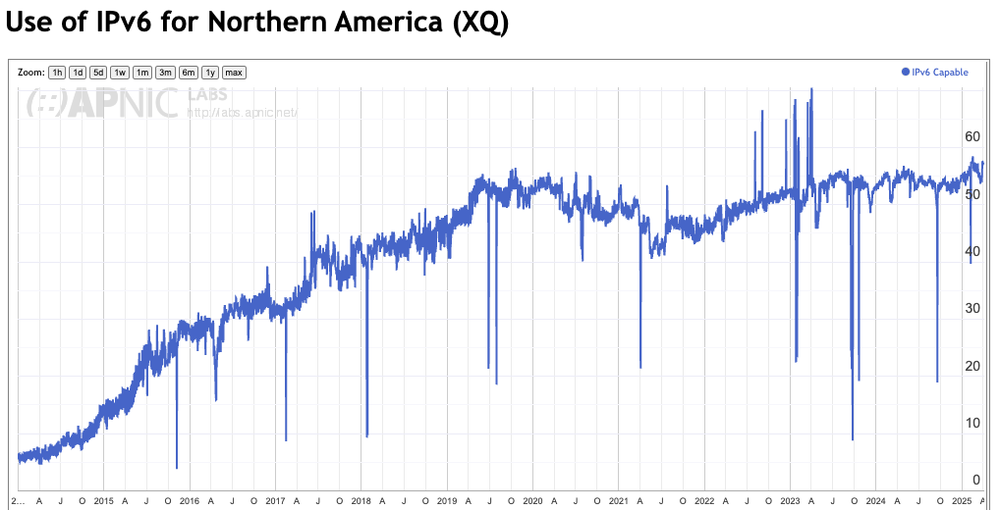 Use of IPv6 for Northern America (XQ)
Zoom: 1h 1d 5d 1w 1m 3m 6m 1y max
IPv6 Capable
(::) APNIC LABS
http://labs.apnic.net/
60
50
40
30
20
10
0
2... A J O 2015 A J O 2016 A J O 2017 A J O 2018 A J O 2019 A J O 2020 A J O 2021 A J O 2022 A J O 2023 A J O 2024 A J O 2025 A